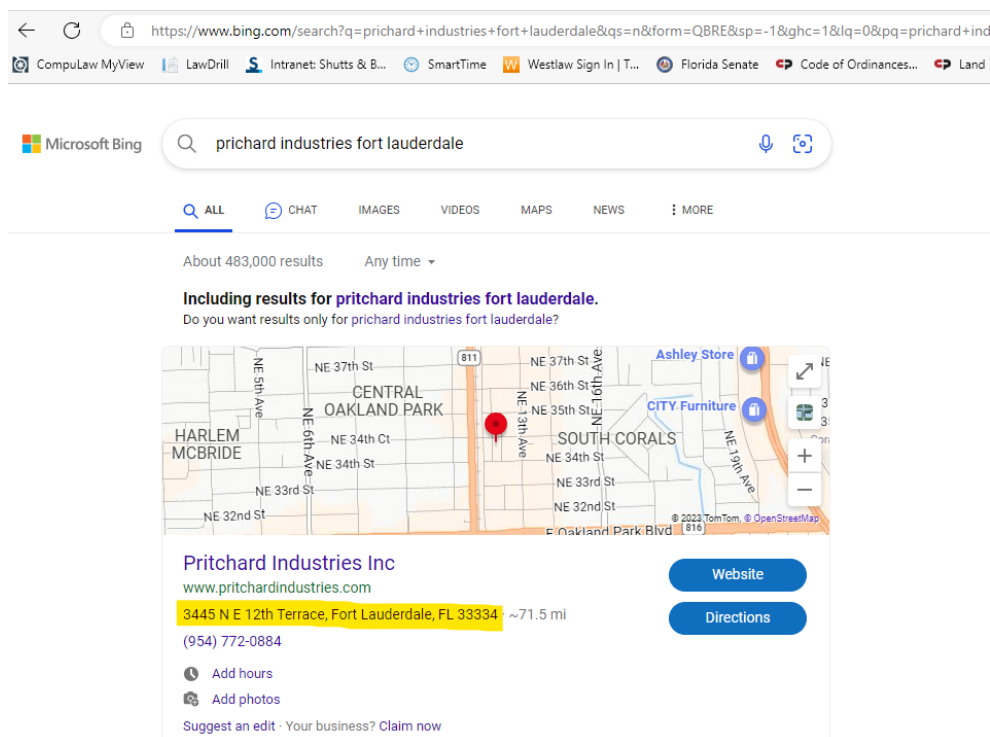 https://www.bing.com/search?q=prichard+industries+fort+lauderdale&qs=n&form=QBRE&sp=-1&ghc=1&lq=0&pq=prichard+ind
CompuLaw MyView LawDrill Intranet: Shutts & B... SmartTime Westlaw Sign In | T... Florida Senate Code of Ordinances... Land
Microsoft Bing prichard industries fort lauderdale
ALL CHAT IMAGES VIDEOS MAPS NEWS MORE
About 483,000 results Any time
Including results for pritchard industries fort lauderdale.
Do you want results only for prichard industries fort lauderdale?
NE 5th Ave
NE 37th St
811
NE 37th St
NE 16th Ave
Ashley Store
NE
CENTRAL
OAKLAND PARK
NE 36th St
NE 6th Ave
NE 13th Ave
NE 35th St
CITY Furniture
HARLEM
MCBRIDE
NE 34th Ct
SOUTH CORALS
NE 34th St
NE 34th St
NE 19th Ave
NE 33rd St
NE 33rd St
NE 32nd St
NE 32nd St
© 2023 TomTom, © OpenStreetMap
E Oakland Park Blvd 816
Pritchard Industries Inc
Website
www.pritchardindustries.com
3445 N E 12th Terrace, Fort Lauderdale, FL 33334 · ~71.5 mi
Directions
(954) 772-0884
Add hours
Add photos
Suggest an edit · Your business? Claim now